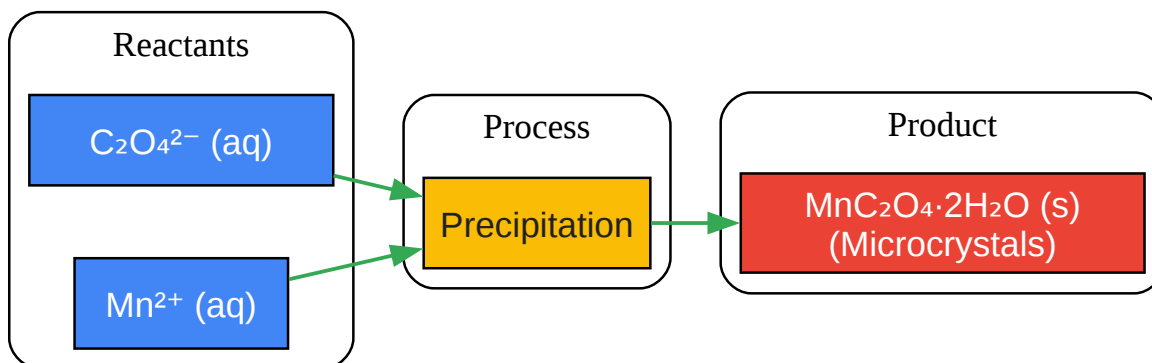 Reactants
C₂O₄²⁻ (aq)
Mn²⁺ (aq)
Process
Precipitation
Product
MnC₂O₄·2H₂O (s)
(Microcrystals)